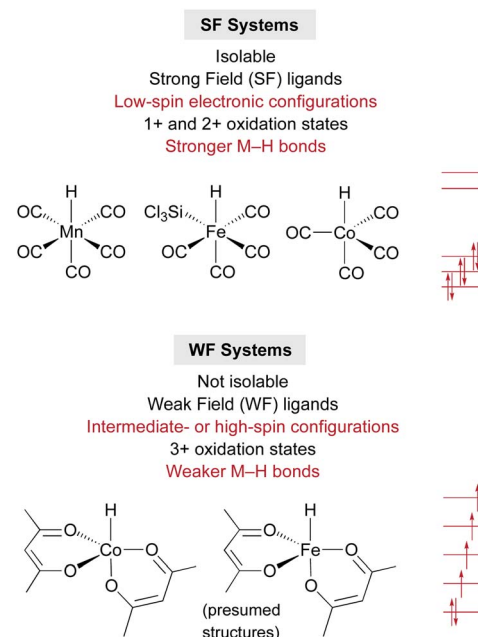 SF Systems
Isolable
Strong Field (SF) ligands
Low-spin electronic configurations
1+ and 2+ oxidation states
Stronger M–H bonds
H
OC CO
Mn
OC CO
CO
H
Cl3Si CO
Fe
OC CO
CO
H
CO
OC Co
CO
CO
WF Systems
Not isolable
Weak Field (WF) ligands
Intermediate- or high-spin configurations
3+ oxidation states
Weaker M–H bonds
H
O Co O
O O
H
O Fe O
O O
(presumed
structures)